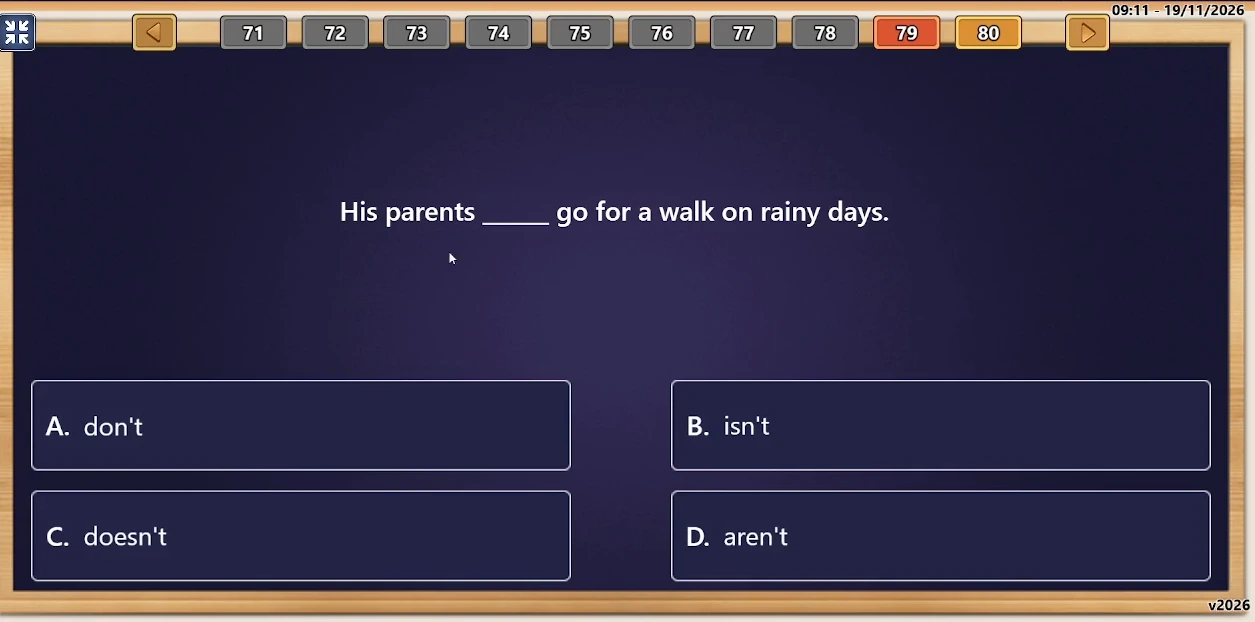 09:11 - 19/11/2026
71 72 73 74 75 76 77 78 79 80
His parents _____ go for a walk on rainy days.
A. don't
B. isn't
C. doesn't
D. aren't
v2026